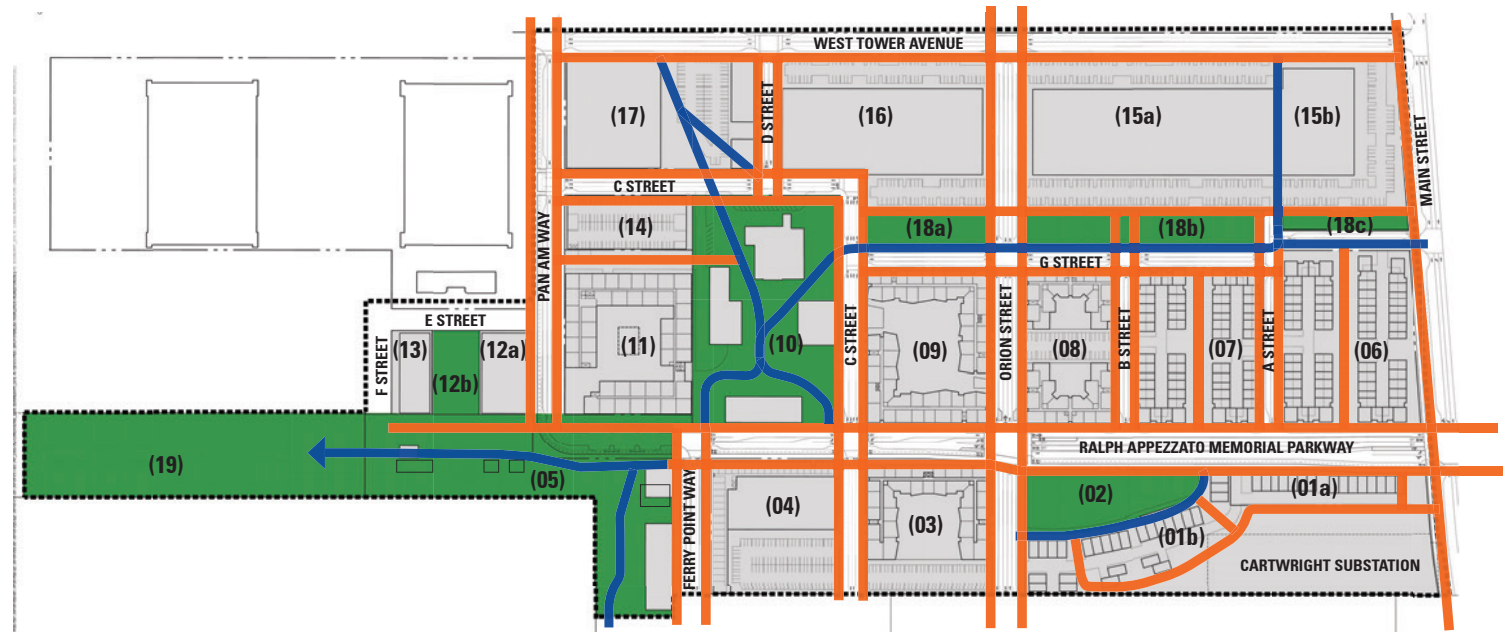 WEST TOWER AVENUE
(17)
D STREET
(16)
(15a)
(15b)
MAIN STREET
C STREET
(14)
(18a)
(18b)
(18c)
PAN AM WAY
G STREET
E STREET
F STREET
(13)
(12a)
(12b)
(11)
(10)
C STREET
(09)
ORION STREET
(08)
B STREET
(07)
A STREET
(06)
RALPH APPEZZATO MEMORIAL PARKWAY
(19)
(05)
FERRY POINT WAY
(04)
(03)
(02)
(01a)
(01b)
CARTWRIGHT SUBSTATION